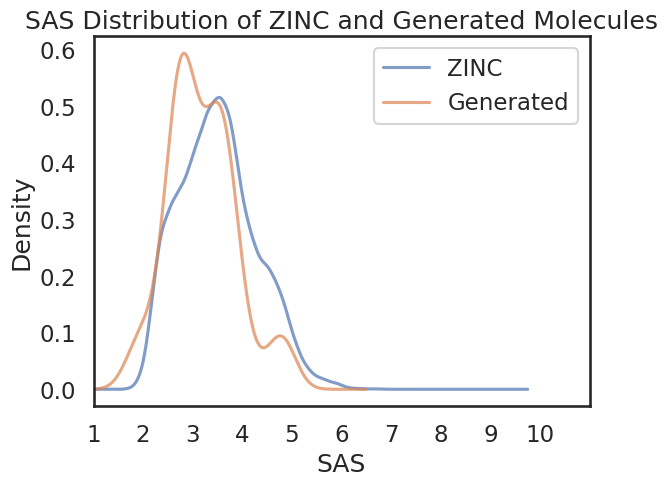 SAS Distribution of ZINC and Generated Molecules
ZINC
Generated
Density
0.6
0.5
0.4
0.3
0.2
0.1
0.0
1 2 3 4 5 6 7 8 9 10
SAS